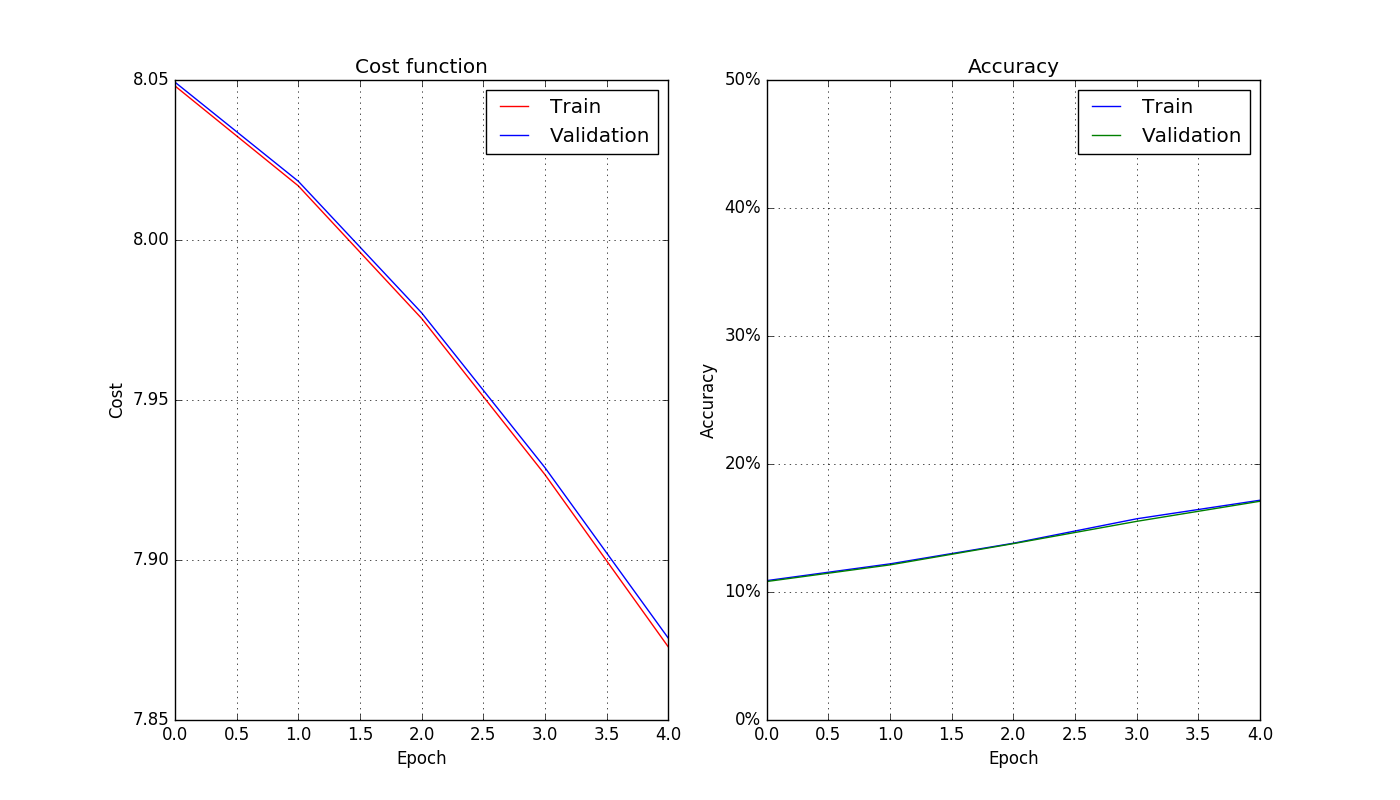 Cost function
8.05
8.00
7.95
7.90
7.85
Cost
Train
Validation
0.0 0.5 1.0 1.5 2.0 2.5 3.0 3.5 4.0
Epoch
Accuracy
50%
40%
30%
20%
10%
0%
Accuracy
Train
Validation
0.0 0.5 1.0 1.5 2.0 2.5 3.0 3.5 4.0
Epoch